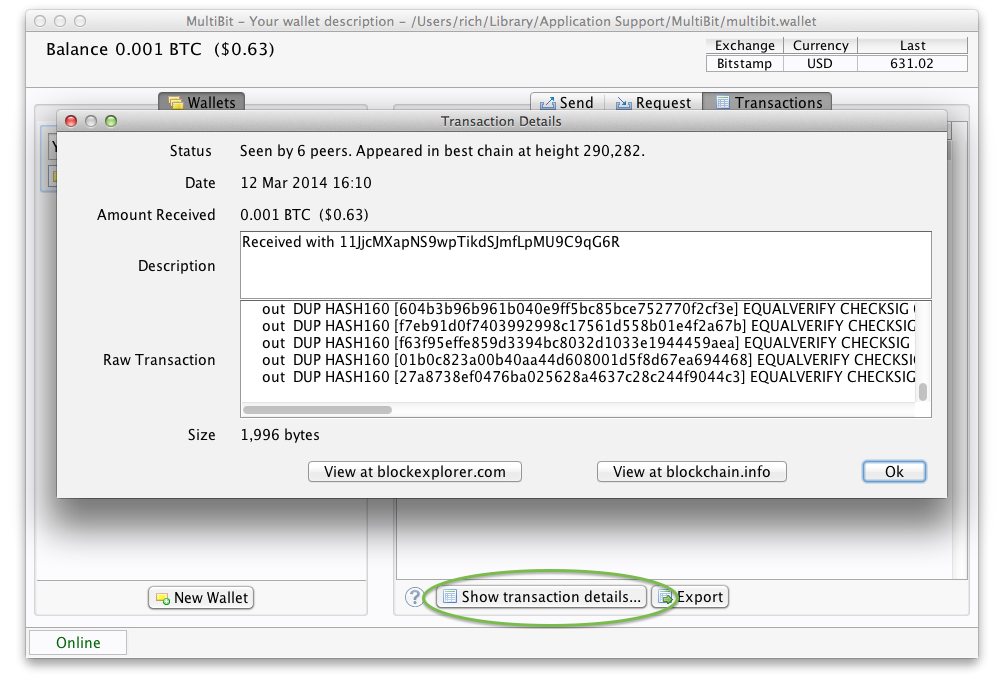 MultiBit - Your wallet description - /Users/rich/Library/Application Support/MultiBit/multibit.wallet
Balance 0.001 BTC ($0.63)
Exchange Currency Last
Bitstamp USD 631.02
Wallets
Send Request Transactions
Transaction Details
Status Seen by 6 peers. Appeared in best chain at height 290,282.
Date 12 Mar 2014 16:10
Amount Received 0.001 BTC ($0.63)
Description Received with 11JjcMXapNS9wpTikdSJmfLpMU9C9qG6R
Raw Transaction
out DUP HASH160 [604b3b96b961b040e9ff5bc85bce752770f2cf3e] EQUALVERIFY CHECKSIG
out DUP HASH160 [f7eb91d0f7403992998c17561d558b01e4f2a67b] EQUALVERIFY CHECKSIG
out DUP HASH160 [f63f95effe859d3394bc8032d1033e1944459aea] EQUALVERIFY CHECKSIG
out DUP HASH160 [01b0c823a00b40aa44d608001d5f8d67ea694468] EQUALVERIFY CHECKSI
out DUP HASH160 [27a8738ef0476ba025628a4637c28c244f9044c3] EQUALVERIFY CHECKSIG
Size 1,996 bytes
View at blockexplorer.com View at blockchain.info Ok
New Wallet ? Show transaction details... Export
Online